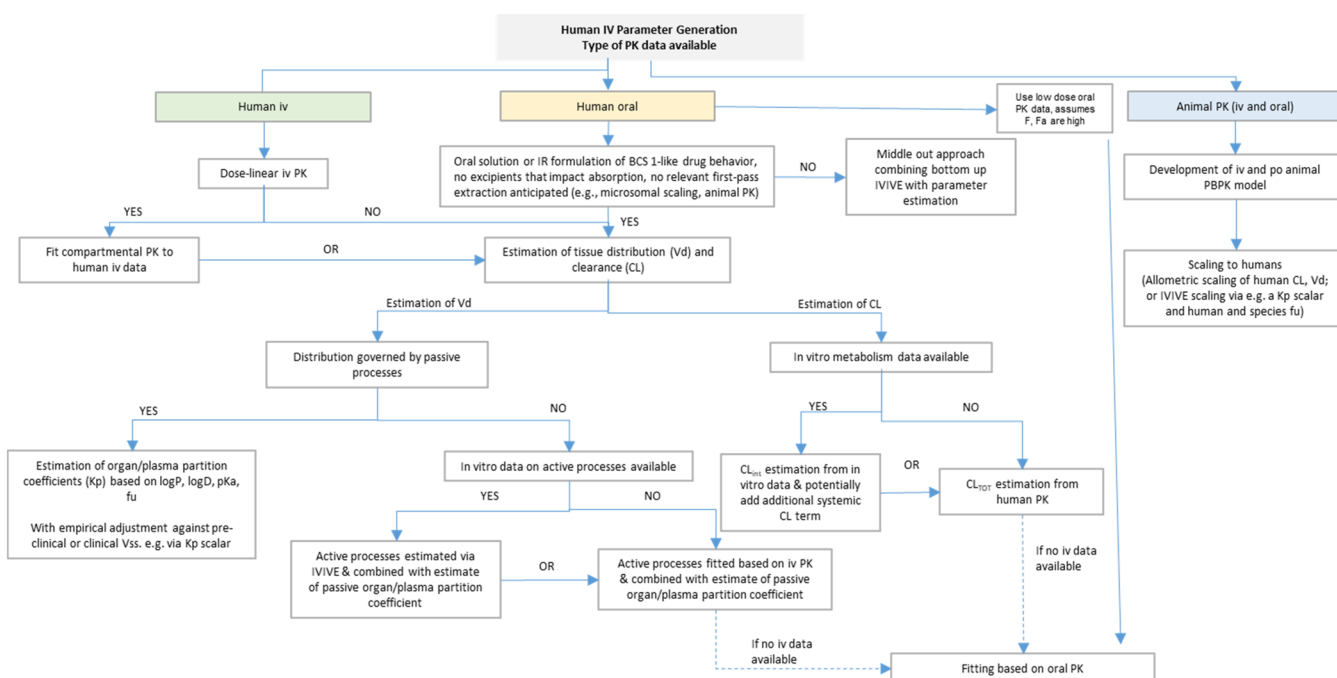 Human IV Parameter Generation
Type of PK data available
Human iv
Human oral
Use low dose oral
PK data, assumes
F, Fa are high
Animal PK (iv and oral)
Dose-linear iv PK
Oral solution or IR formulation of BCS 1-like drug behavior,
no excipients that impact absorption, no relevant first-pass
extraction anticipated (e.g., microsomal scaling, animal PK)
NO
Middle out approach
combining bottom up
IVIVE with parameter
estimation
Development of iv and po animal
PBPK model
YES
NO
YES
Fit compartmental PK to
human iv data
OR
Estimation of tissue distribution (Vd) and
clearance (CL)
Scaling to humans
(Allometric scaling of human CL, Vd;
or IVIVE scaling via e.g. a Kp scalar
and human and species fu)
Estimation of Vd
Estimation of CL
Distribution governed by passive
processes
In vitro metabolism data available
YES
NO
YES
NO
Estimation of organ/plasma partition
coefficients (Kp) based on logP, logD, pKa,
fu
With empirical adjustment against pre-
clinical or clinical Vss. e.g. via Kp scalar
In vitro data on active processes available
CLins estimation from in
vitro data & potentially
add additional systemic
CL term
OR
CLTOT estimation from
human PK
YES
NO
Active processes estimated via
IVIVE & combined with estimate
of passive organ/plasma partition
coefficient
OR
Active processes fitted based on iv PK
& combined with estimate of passive
organ/plasma partition coefficient
If no iv data
available
If no iv data
available
Fitting based on oral PK